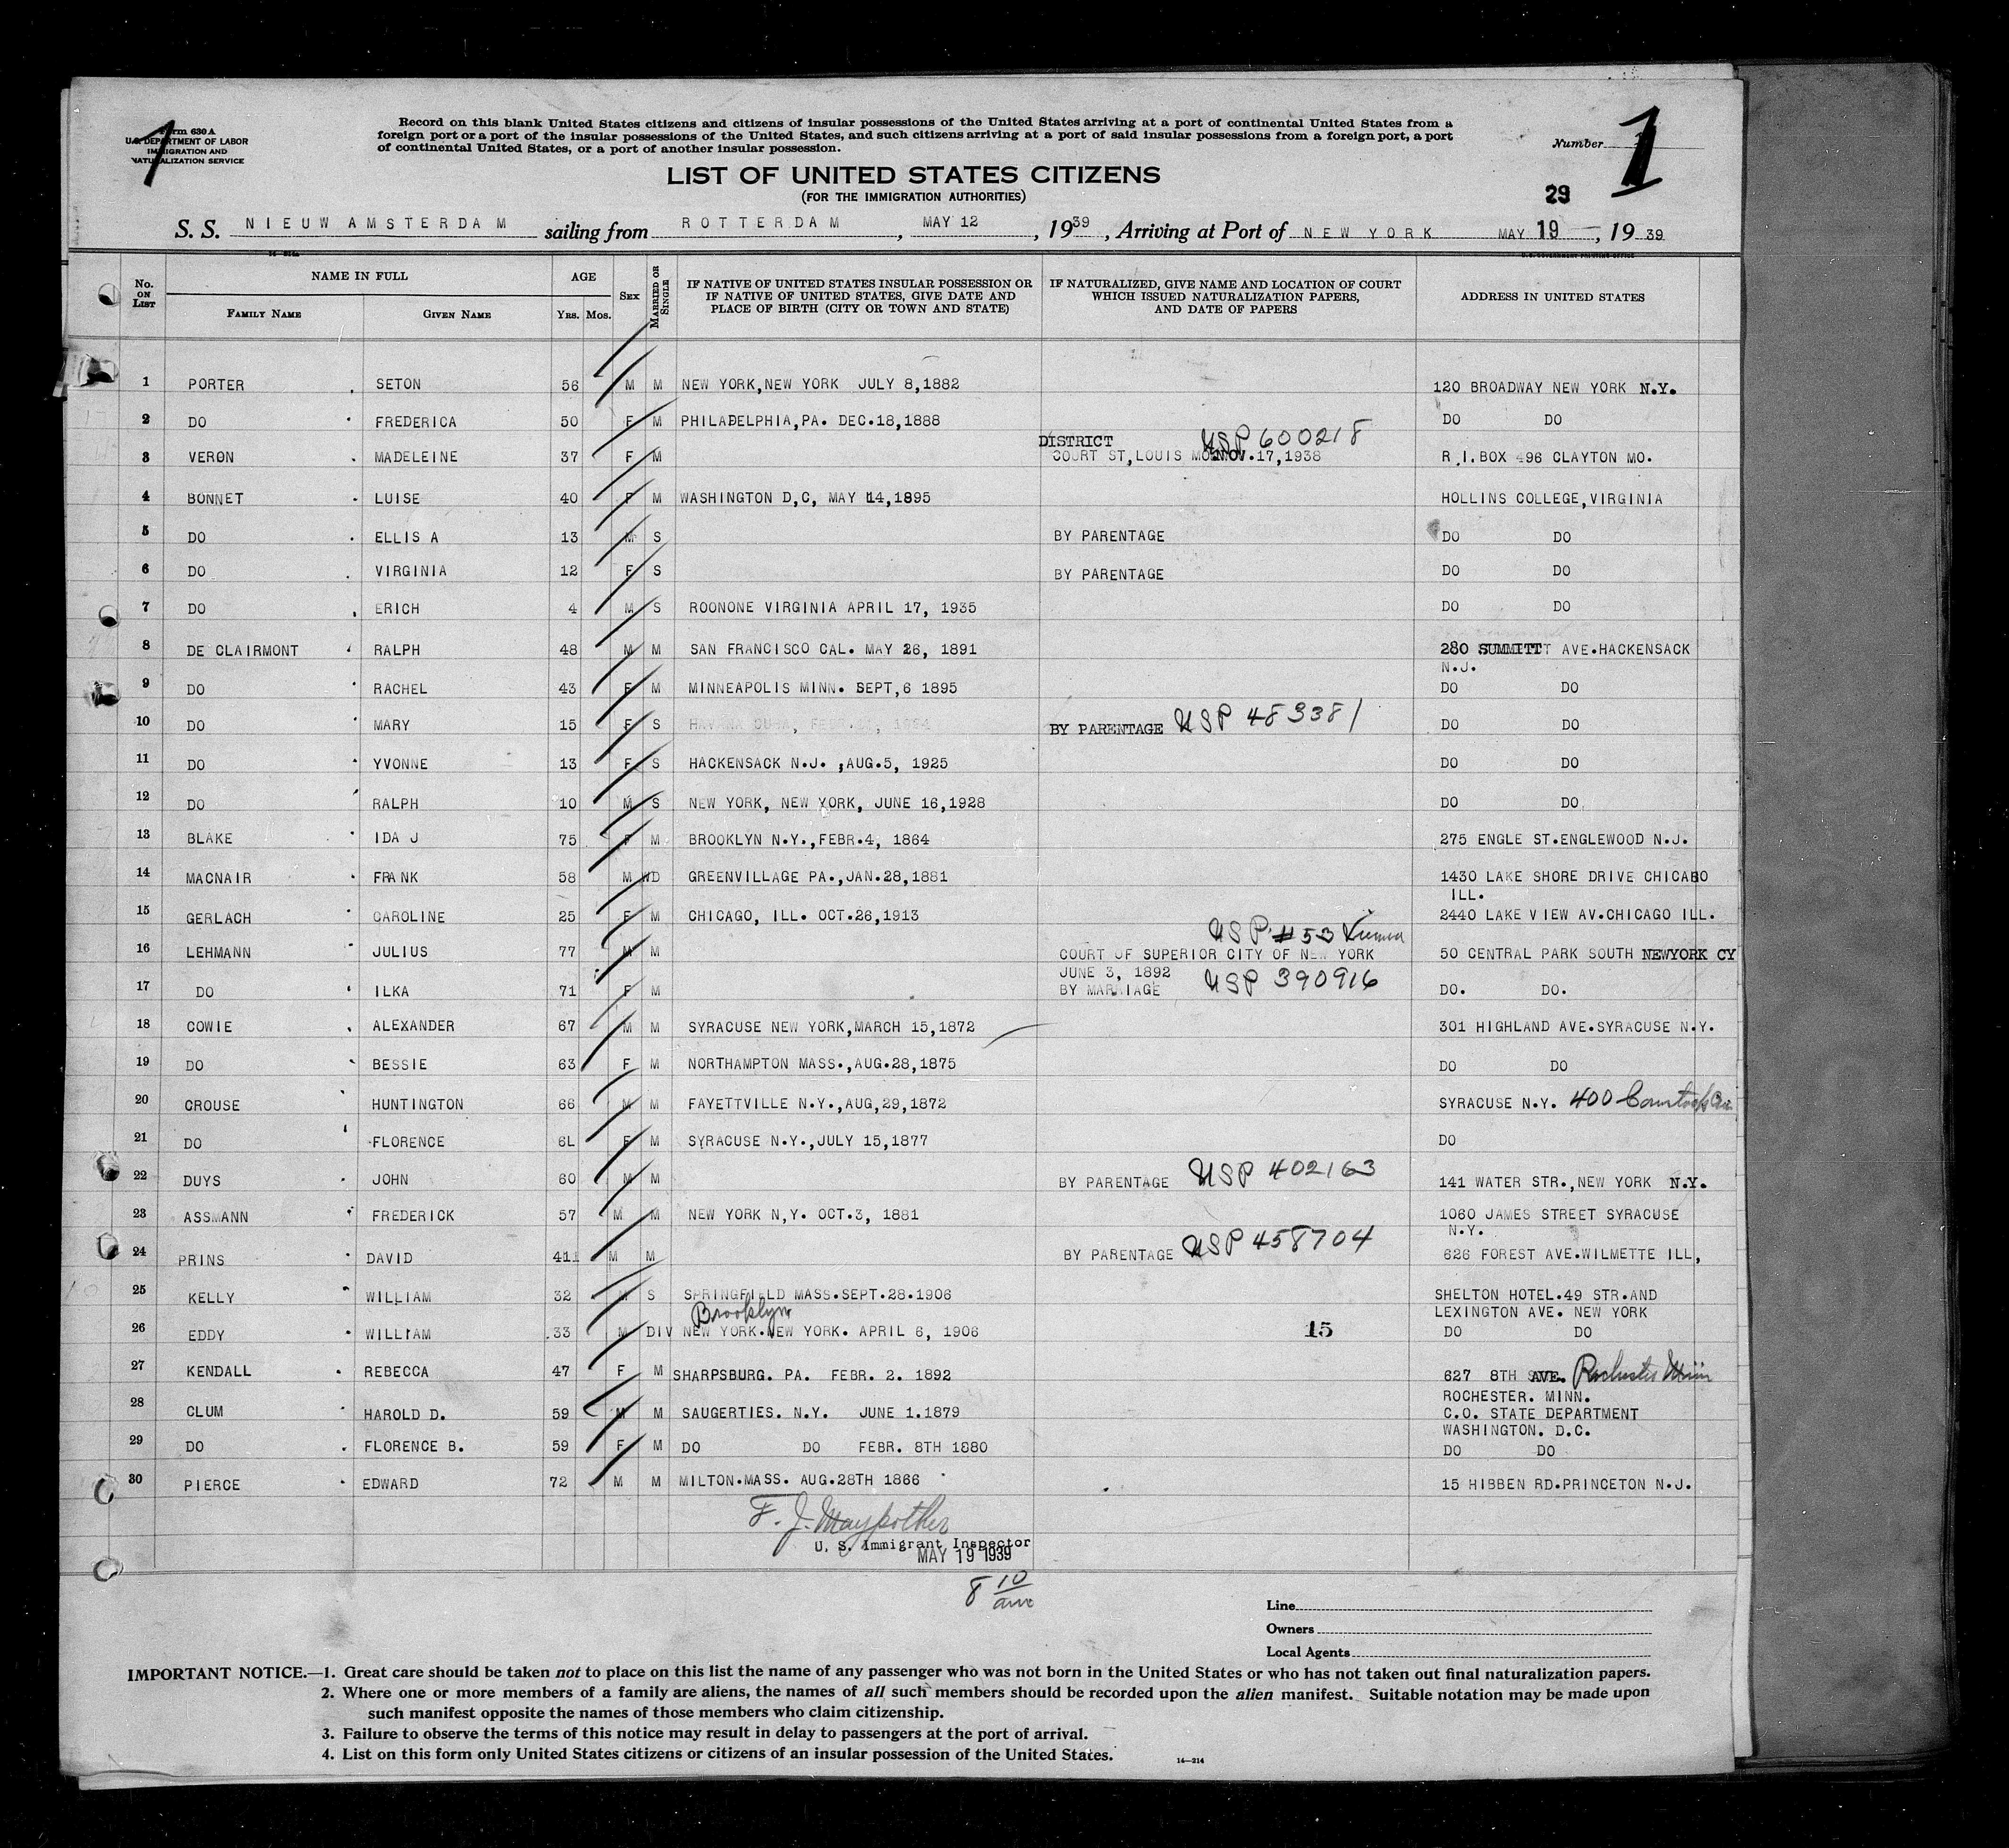 Form 630 A
U.S. DEPARTMENT OF LABOR
IMMIGRATION AND
NATURALIZATION SERVICE
1
Record on this blank United States citizens and citizens of insular possessions of the United States arriving at a port of continental United States from a
foreign port or a port of the insular possessions of the United States, and such citizens arriving at a port of said insular possessions from a foreign port, a port
of continental United States, or a port of another insular possession.
Number 1
LIST OF UNITED STATES CITIZENS
(FOR THE IMMIGRATION AUTHORITIES)
29
S. S. NIEUW AMSTERDAM sailing from ROTTERDAM, MAY 12, 1939, Arriving at Port of NEW YORK MAY 19, 1939
No. ON LIST
NAME IN FULL
FAMILY NAME
GIVEN NAME
AGE
YRS. MOS.
SEX
MARRIED OR SINGLE
IF NATIVE OF UNITED STATES INSULAR POSSESSION OR
IF NATIVE OF UNITED STATES, GIVE DATE AND
PLACE OF BIRTH (CITY OR TOWN AND STATE)
IF NATURALIZED, GIVE NAME AND LOCATION OF COURT
WHICH ISSUED NATURALIZATION PAPERS,
AND DATE OF PAPERS
ADDRESS IN UNITED STATES
1 PORTER SETON 56 M M NEW YORK,NEW YORK JULY 8,1882 120 BROADWAY NEW YORK N.Y.
2 DO FREDERICA 50 F M PHILADELPHIA,PA. DEC.18,1888 DO DO
DISTRICT USP 600218
3 VERON MADELEINE 37 F M COURT ST,LOUIS MO NOV.17,1938 R.I.BOX 496 CLAYTON MO.
4 BONNET LUISE 40 F M WASHINGTON D,C, MAY 14,1895 HOLLINS COLLEGE,VIRGINIA
5 DO ELLIS A 13 M S BY PARENTAGE DO DO
6 DO VIRGINIA 12 F S BY PARENTAGE DO DO
7 DO ERICH 4 M S ROONONE VIRGINIA APRIL 17, 1935 DO DO
8 DE CLAIRMONT RALPH 48 M M SAN FRANCISCO CAL. MAY 26, 1891 280 SUMMITT AVE.HACKENSACK
N.J.
9 DO RACHEL 43 F M MINNEAPOLIS MINN. SEPT,6 1895 DO DO
10 DO MARY 15 F S HAVANA CUBA, BY PARENTAGE USP 483381 DO DO
11 DO YVONNE 13 F S HACKENSACK N.J. ,AUG.5, 1925 DO DO
12 DO RALPH 10 M S NEW YORK, NEW YORK, JUNE 16,1928 DO DO
13 BLAKE IDA J 75 F M BROOKLYN N.Y.,FEBR.4, 1864 275 ENGLE ST.ENGLEWOOD N.J.
14 MACNAIR FRANK 58 M WD GREENVILLAGE PA.,JAN.28,1881 1430 LAKE SHORE DRIVE CHICAGO
ILL.
15 GERLACH CAROLINE 25 F M CHICAGO, ILL. OCT.26,1913 2440 LAKE VIEW AV.CHICAGO ILL.
USP # 53
16 LEHMANN JULIUS 77 M M COURT OF SUPERIOR CITY OF NEW YORK 50 CENTRAL PARK SOUTH NEWYORK CY
JUNE 3, 1892
17 DO ILKA 71 F M BY MARRIAGE USP 390916 DO. DO.
18 COWIE ALEXANDER 67 M M SYRACUSE NEW YORK,MARCH 15,1872 301 HIGHLAND AVE.SYRACUSE N.Y.
19 DO BESSIE 63 F M NORTHAMPTON MASS.,AUG.28,1875 DO DO
20 CROUSE HUNTINGTON 66 M M FAYETTVILLE N.Y.,AUG,29,1872 SYRACUSE N.Y. 400
21 DO FLORENCE 6L F M SYRACUSE N.Y.,JULY 15,1877 DO
22 DUYS JOHN 60 M M BY PARENTAGE USP 402163 141 WATER STR.,NEW YORK N.Y.
23 ASSMANN FREDERICK 57 M M NEW YORK N,Y. OCT.3, 1881 1060 JAMES STREET SYRACUSE
N.Y.
24 PRINS DAVID 41 M M BY PARENTAGE USP 458704 626 FOREST AVE.WILMETTE ILL,
25 KELLY WILLIAM 32 M S SPRINGFIELD MASS.SEPT.28.1906 SHELTON HOTEL.49 STR.AND
Brooklyn LEXINGTON AVE. NEW YORK
26 EDDY WILLIAM 33 M DIV NEW YORK.NEW YORK. APRIL 6, 1906 15 DO DO
27 KENDALL REBECCA 47 F M SHARPSBURG. PA. FEBR. 2. 1892 627 8TH AVE. Rochester Minn
ROCHESTER. MINN.
28 CLUM HAROLD D. 59 M M SAUGERTIES. N.Y. JUNE 1.1879 C.O. STATE DEPARTMENT
WASHINGTON. D.C.
29 DO FLORENCE B. 59 F M DO DO FEBR. 8TH 1880 DO DO
30 PIERCE EDWARD 72 M M MILTON.MASS. AUG.28TH 1866 15 HIBBEN RD.PRINCETON N.J.
F. J. Maypother
U. S. Immigrant Inspector
MAY 19 1939
8 10 am
Line
Owners
Local Agents
IMPORTANT NOTICE.—1. Great care should be taken not to place on this list the name of any passenger who was not born in the United States or who has not taken out final naturalization papers.
2. Where one or more members of a family are aliens, the names of all such members should be recorded upon the alien manifest. Suitable notation may be made upon
such manifest opposite the names of those members who claim citizenship.
3. Failure to observe the terms of this notice may result in delay to passengers at the port of arrival.
4. List on this form only United States citizens or citizens of an insular possession of the United States.
14—214